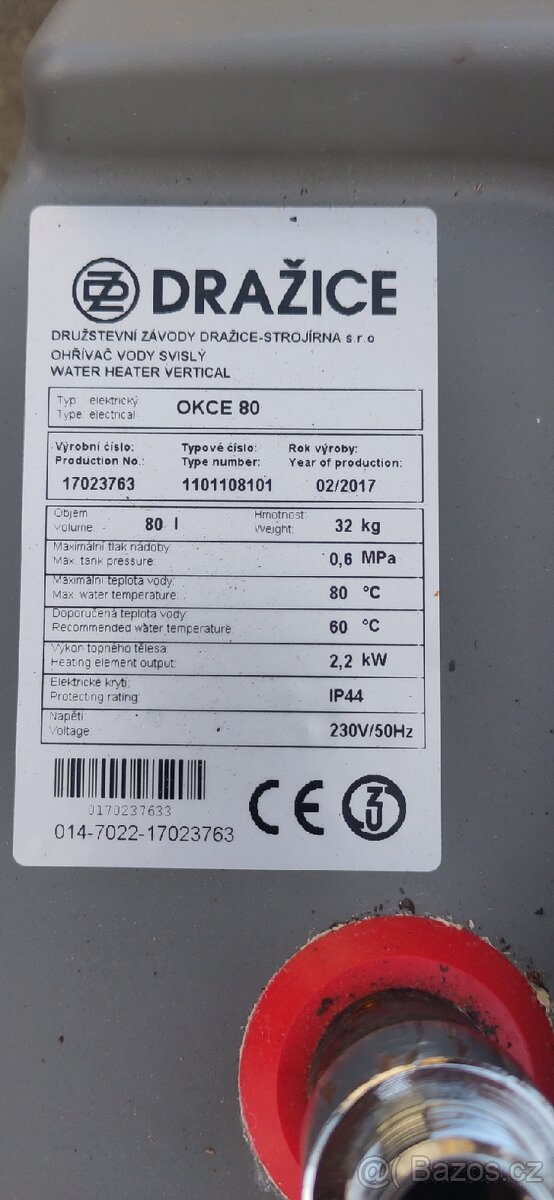 DZD DRAŽICE
DRUŽSTEVNÍ ZÁVODY DRAŽICE-STROJÍRNA s.r.o
OHŘÍVAČ VODY SVISLÝ
WATER HEATER VERTICAL
Typ. elektrický
Type. electrical
OKCE 80
Výrobní číslo: Typové číslo: Rok výroby:
Production No.: Type number: Year of production:
17023763 1101108101 02/2017
Objem Hmotnost:
Volume: 80 l Weight: 32 kg
Maximální tlak nádoby
Max. tank pressure: 0,6 MPa
Maximální teplota vody:
Max. water temperature: 80 °C
Doporučená teplota vody:
Recommended water temperature: 60 °C
Výkon topného tělesa:
Heating element output: 2,2 kW
Elektrické krytí:
Protecting rating: IP44
Napětí
Voltage 230V/50Hz
0170237633
014-7022-17023763
CE
@ Bazos.cz